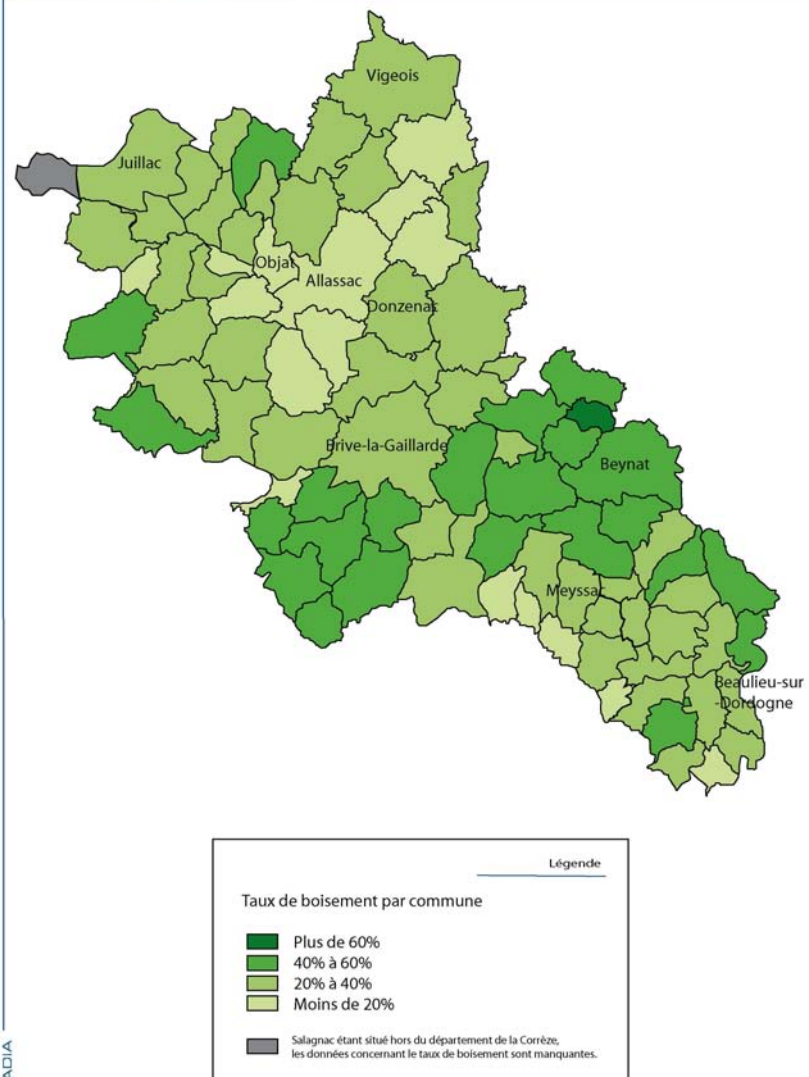 Vigeois
Juillac
Objat
Allassac
Donzenac
Brive-la-Gaillarde
Beynat
Meyssac
Beaulieu-sur
-Dordogne
Légende
Taux de boisement par commune
Plus de 60%
40% à 60%
20% à 40%
Moins de 20%
Salagnac étant situé hors du département de la Corrèze,
les données concernant le taux de boisement sont manquantes.